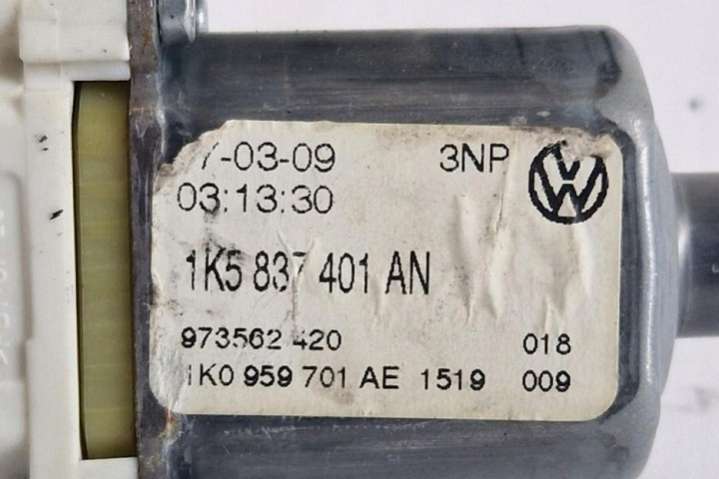 7-03-09 3NP
03:13:30
1K5 837 401 AN
973562 420 018
1K0 959 701 AE 1519 009